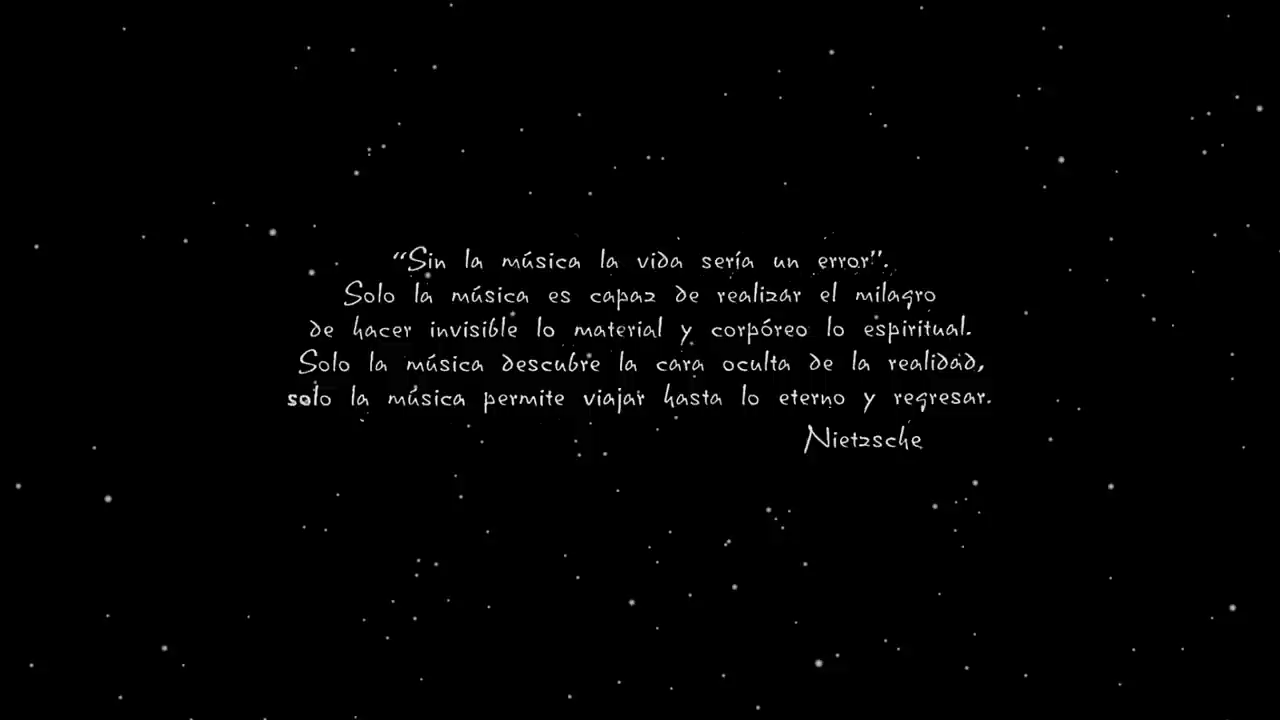 “Sin la música la vida sería un error”.
Solo la música es capaz de realizar el milagro
de hacer invisible lo material y corpóreo lo espiritual.
Solo la música descubre la cara oculta de la realidad,
solo la música permite viajar hasta lo eterno y regresar.
Nietzsche